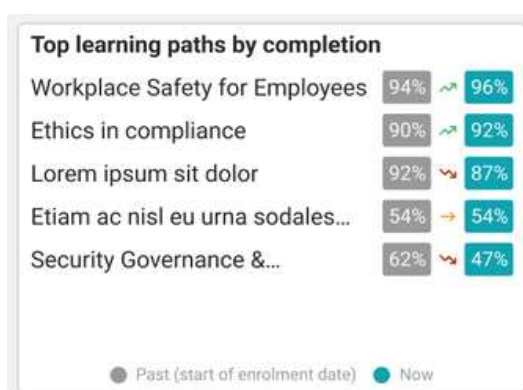 Top learning paths by completion
Workplace Safety for Employees 94% 96%
Ethics in compliance 90% 92%
Lorem ipsum sit dolor 92% 87%
Etiam ac nisl eu urna sodales... 54% 54%
Security Governance &... 62% 47%
Past (start of enrolment date) Now